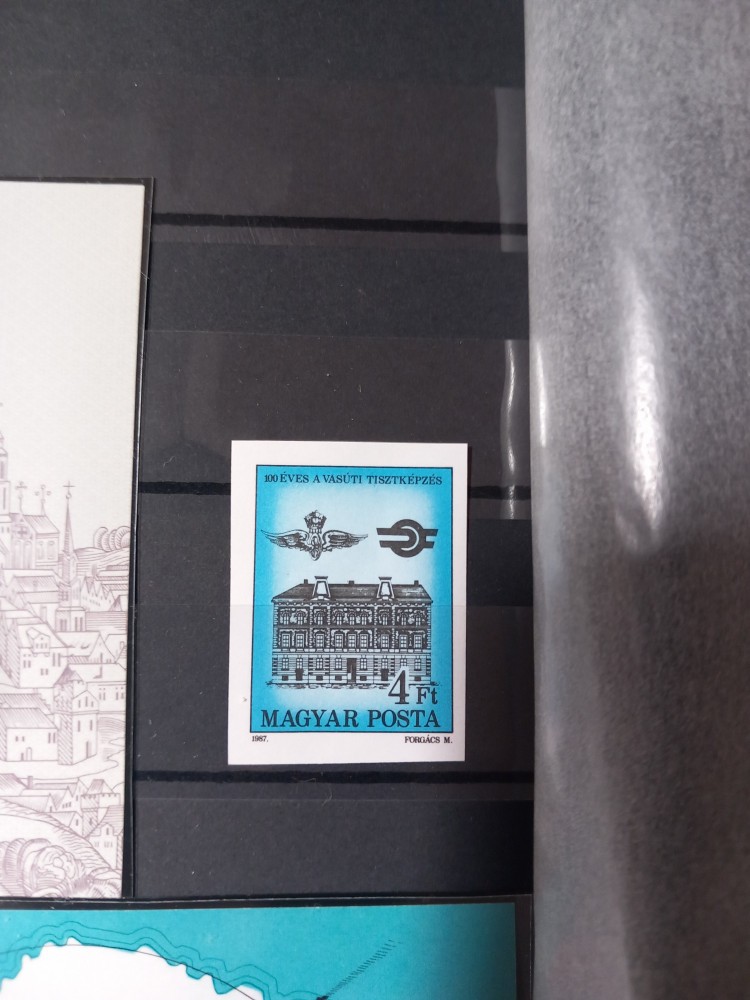 100 ÉVES A VASÚTI TISZTKÉPZÉS
4 Ft
MAGYAR POSTA
1987. FORGÁCS M.